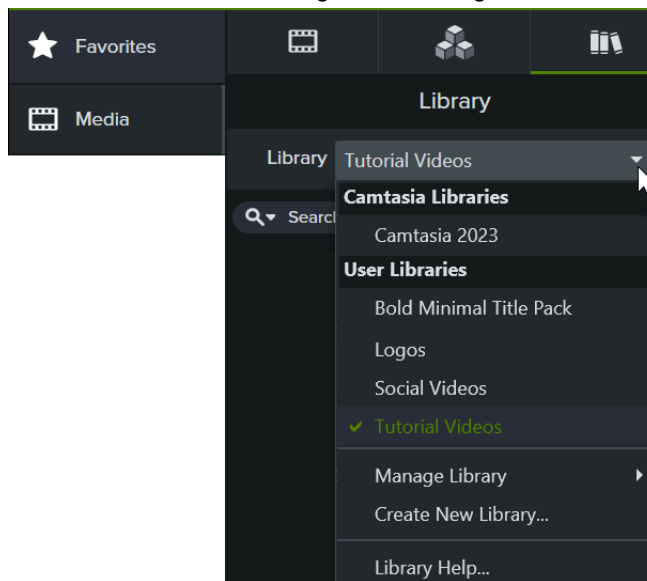 Favorites
Media
Library
Library Tutorial Videos
Search
Camtasia Libraries
Camtasia 2023
User Libraries
Bold Minimal Title Pack
Logos
Social Videos
Tutorial Videos
Manage Library
Create New Library...
Library Help...